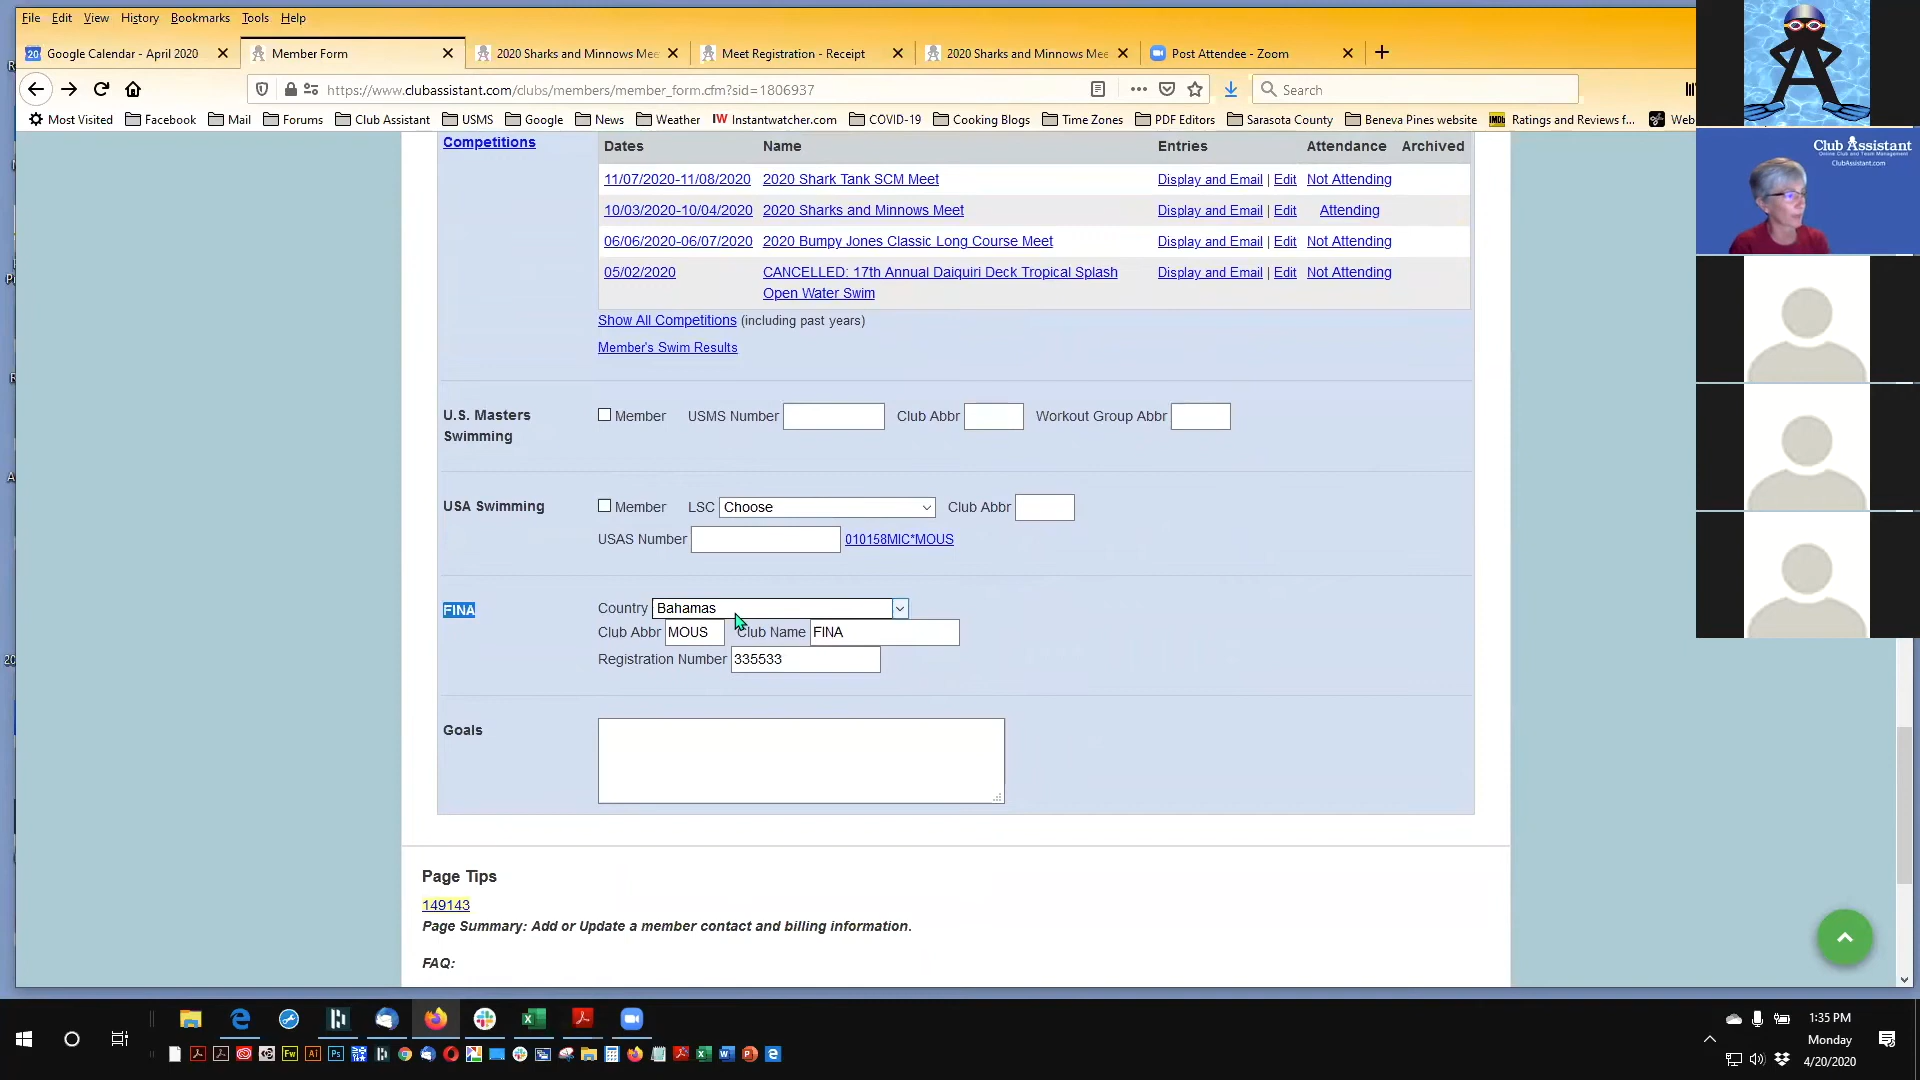 File Edit View History Bookmarks Tools Help
Google Calendar - April 2020 Member Form 2020 Sharks and Minnows Mee Meet Registration - Receipt 2020 Sharks and Minnows Mee Post Attendee - Zoom
https://www.clubassistant.com/clubs/members/member_form.cfm?sid=1806937 Search
Most Visited Facebook Mail Forums Club Assistant USMS Google News Weather Instantwatcher.com COVID-19 Cooking Blogs Time Zones PDF Editors Sarasota County Beneva Pines website Ratings and Reviews f... Web
Competitions Dates Name Entries Attendance Archived
11/07/2020-11/08/2020 2020 Shark Tank SCM Meet Display and Email | Edit Not Attending
10/03/2020-10/04/2020 2020 Sharks and Minnows Meet Display and Email | Edit Attending
06/06/2020-06/07/2020 2020 Bumpy Jones Classic Long Course Meet Display and Email | Edit Not Attending
05/02/2020 CANCELLED: 17th Annual Daiquiri Deck Tropical Splash Display and Email | Edit Not Attending
Open Water Swim
Show All Competitions (including past years)
Member's Swim Results
U.S. Masters Member USMS Number Club Abbr Workout Group Abbr
Swimming
USA Swimming Member LSC Choose Club Abbr
USAS Number 010158MIC*MOUS
FINA Country Bahamas
Club Abbr MOUS Club Name FINA
Registration Number 335533
Goals
Page Tips
149143
Page Summary: Add or Update a member contact and billing information.
FAQ:
Club Assistant
Online Club and Team Management
ClubAssistant.com
1:35 PM
Monday
4/20/2020